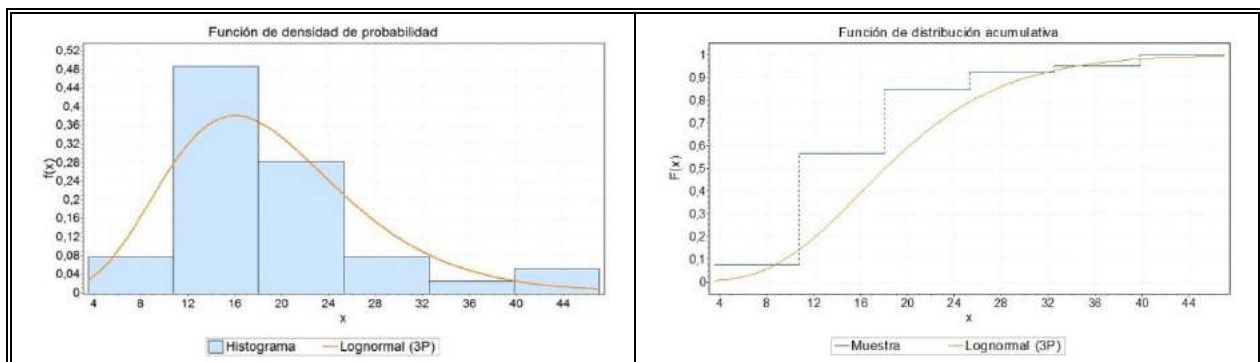 Función de densidad de probabilidad
0,52
0,48
0,44
0,4
0,36
0,32
0,28
0,24
0,2
0,16
0,12
0,08
0,04
0
f(x)
4 8 12 16 20 24 28 32 36 40 44
x
Histograma Lognormal (3P)
Función de distribución acumulativa
1
0,9
0,8
0,7
0,6
0,5
0,4
0,3
0,2
0,1
0
F(x)
4 8 12 16 20 24 28 32 36 40 44
x
Muestra Lognormal (3P)